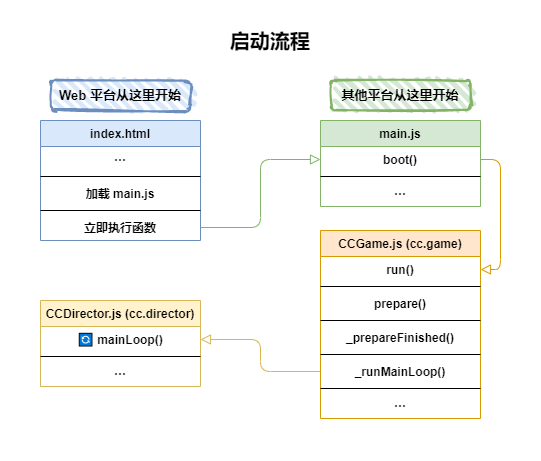 启动流程
Web 平台从这里开始
index.html
...
加载 main.js
立即执行函数
其他平台从这里开始
main.js
boot()
...
CCGame.js (cc.game)
run()
prepare()
_prepareFinished()
_runMainLoop()
...
CCDirector.js (cc.director)
🔄 mainLoop()
...